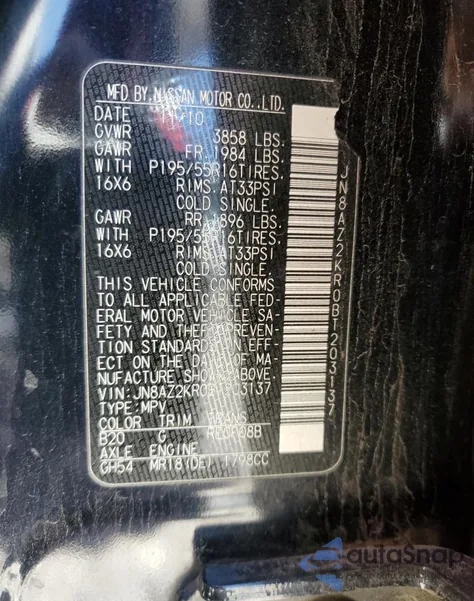 MFD BY NISSAN MOTOR CO., LTD.
DATE 11/10
GVWR 3858 LBS.
GAWR FR. 1984 LBS.
WITH P195/55R16TIRES.
16X6 RIMS. AT33PSI
COLD SINGLE.
GAWR RR. 1896 LBS.
WITH P195/55R16TIRES.
16X6 RIMS. AT33PSI
COLD SINGLE.
THIS VEHICLE CONFORMS
TO ALL APPLICABLE FED-
ERAL MOTOR VEHICLE SA-
FETY AND THEFT PREVEN-
TION STANDARDS IN EFF-
ECT ON THE DATE OF MA-
NUFACTURE SHOWN ABOVE.
VIN: JN8AZ2KR0BT203137
TYPE: MPV
COLOR TRIM TRANS
B20 G RE0F08B
AXLE ENGINE
GH54 MR18(DE) 1798CC
JN8AZ2KR0BT203137
autoSnap